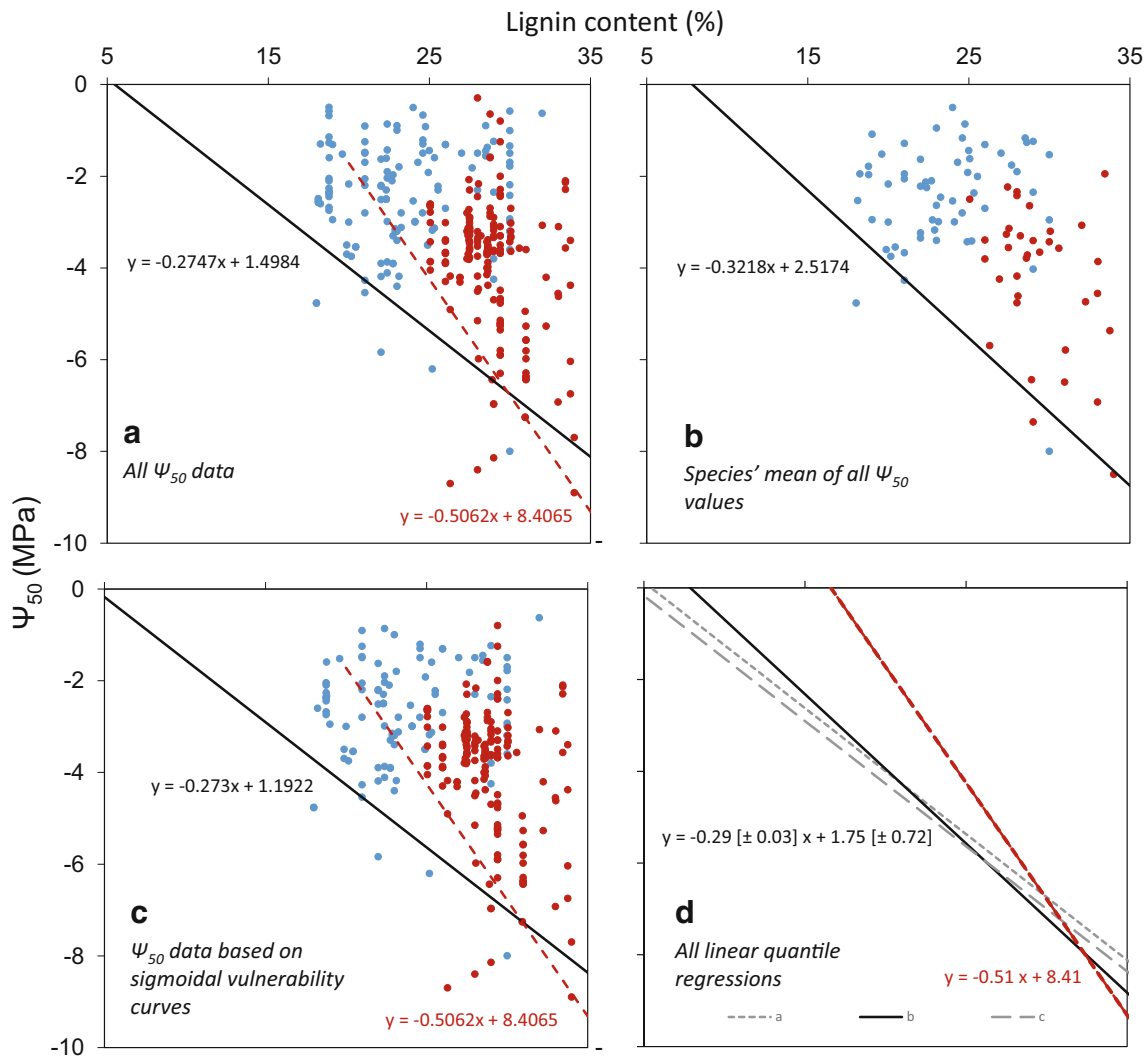 Lignin content (%)
5 15 25 35 5 15 25 35
0
-2
-4
-6
-8
-10
-
Ψ50 (MPa)
y = -0.2747x + 1.4984
a
All Ψ50 data
y = -0.5062x + 8.4065
y = -0.3218x + 2.5174
b
Species’ mean of all Ψ50
values
0
-2
-4
-6
-8
-10
-
y = -0.273x + 1.1922
c
Ψ50 data based on
sigmoidal vulnerability
curves
y = -0.5062x + 8.4065
y = -0.29 [± 0.03] x + 1.75 [± 0.72]
d
All linear quantile
regressions
y = -0.51 x + 8.41
a b c